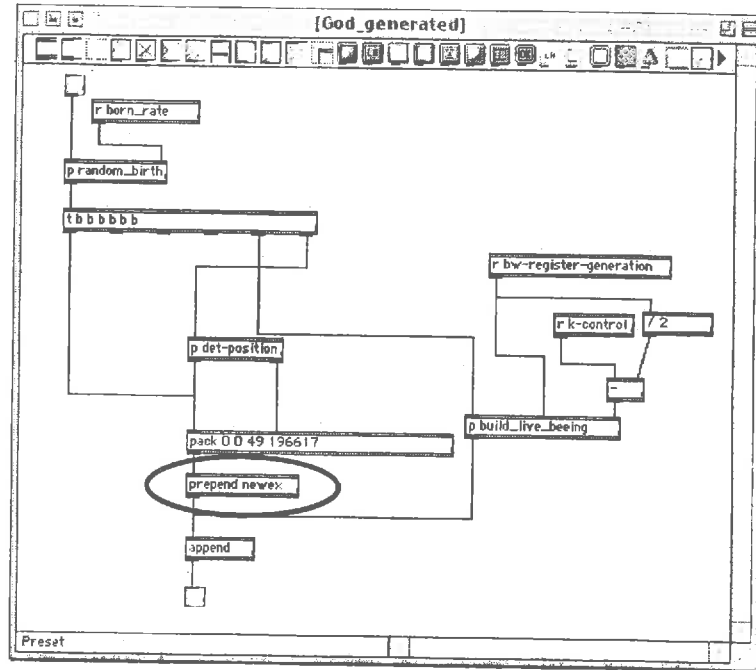 [God_generated]
r born_rate
p random_birth
t b b b b b b
r bw-register-generation
r k-control
/ 2
p det-position
-
p build_live_beeing
pack 0 0 49 196617
prepend newex
append
Preset